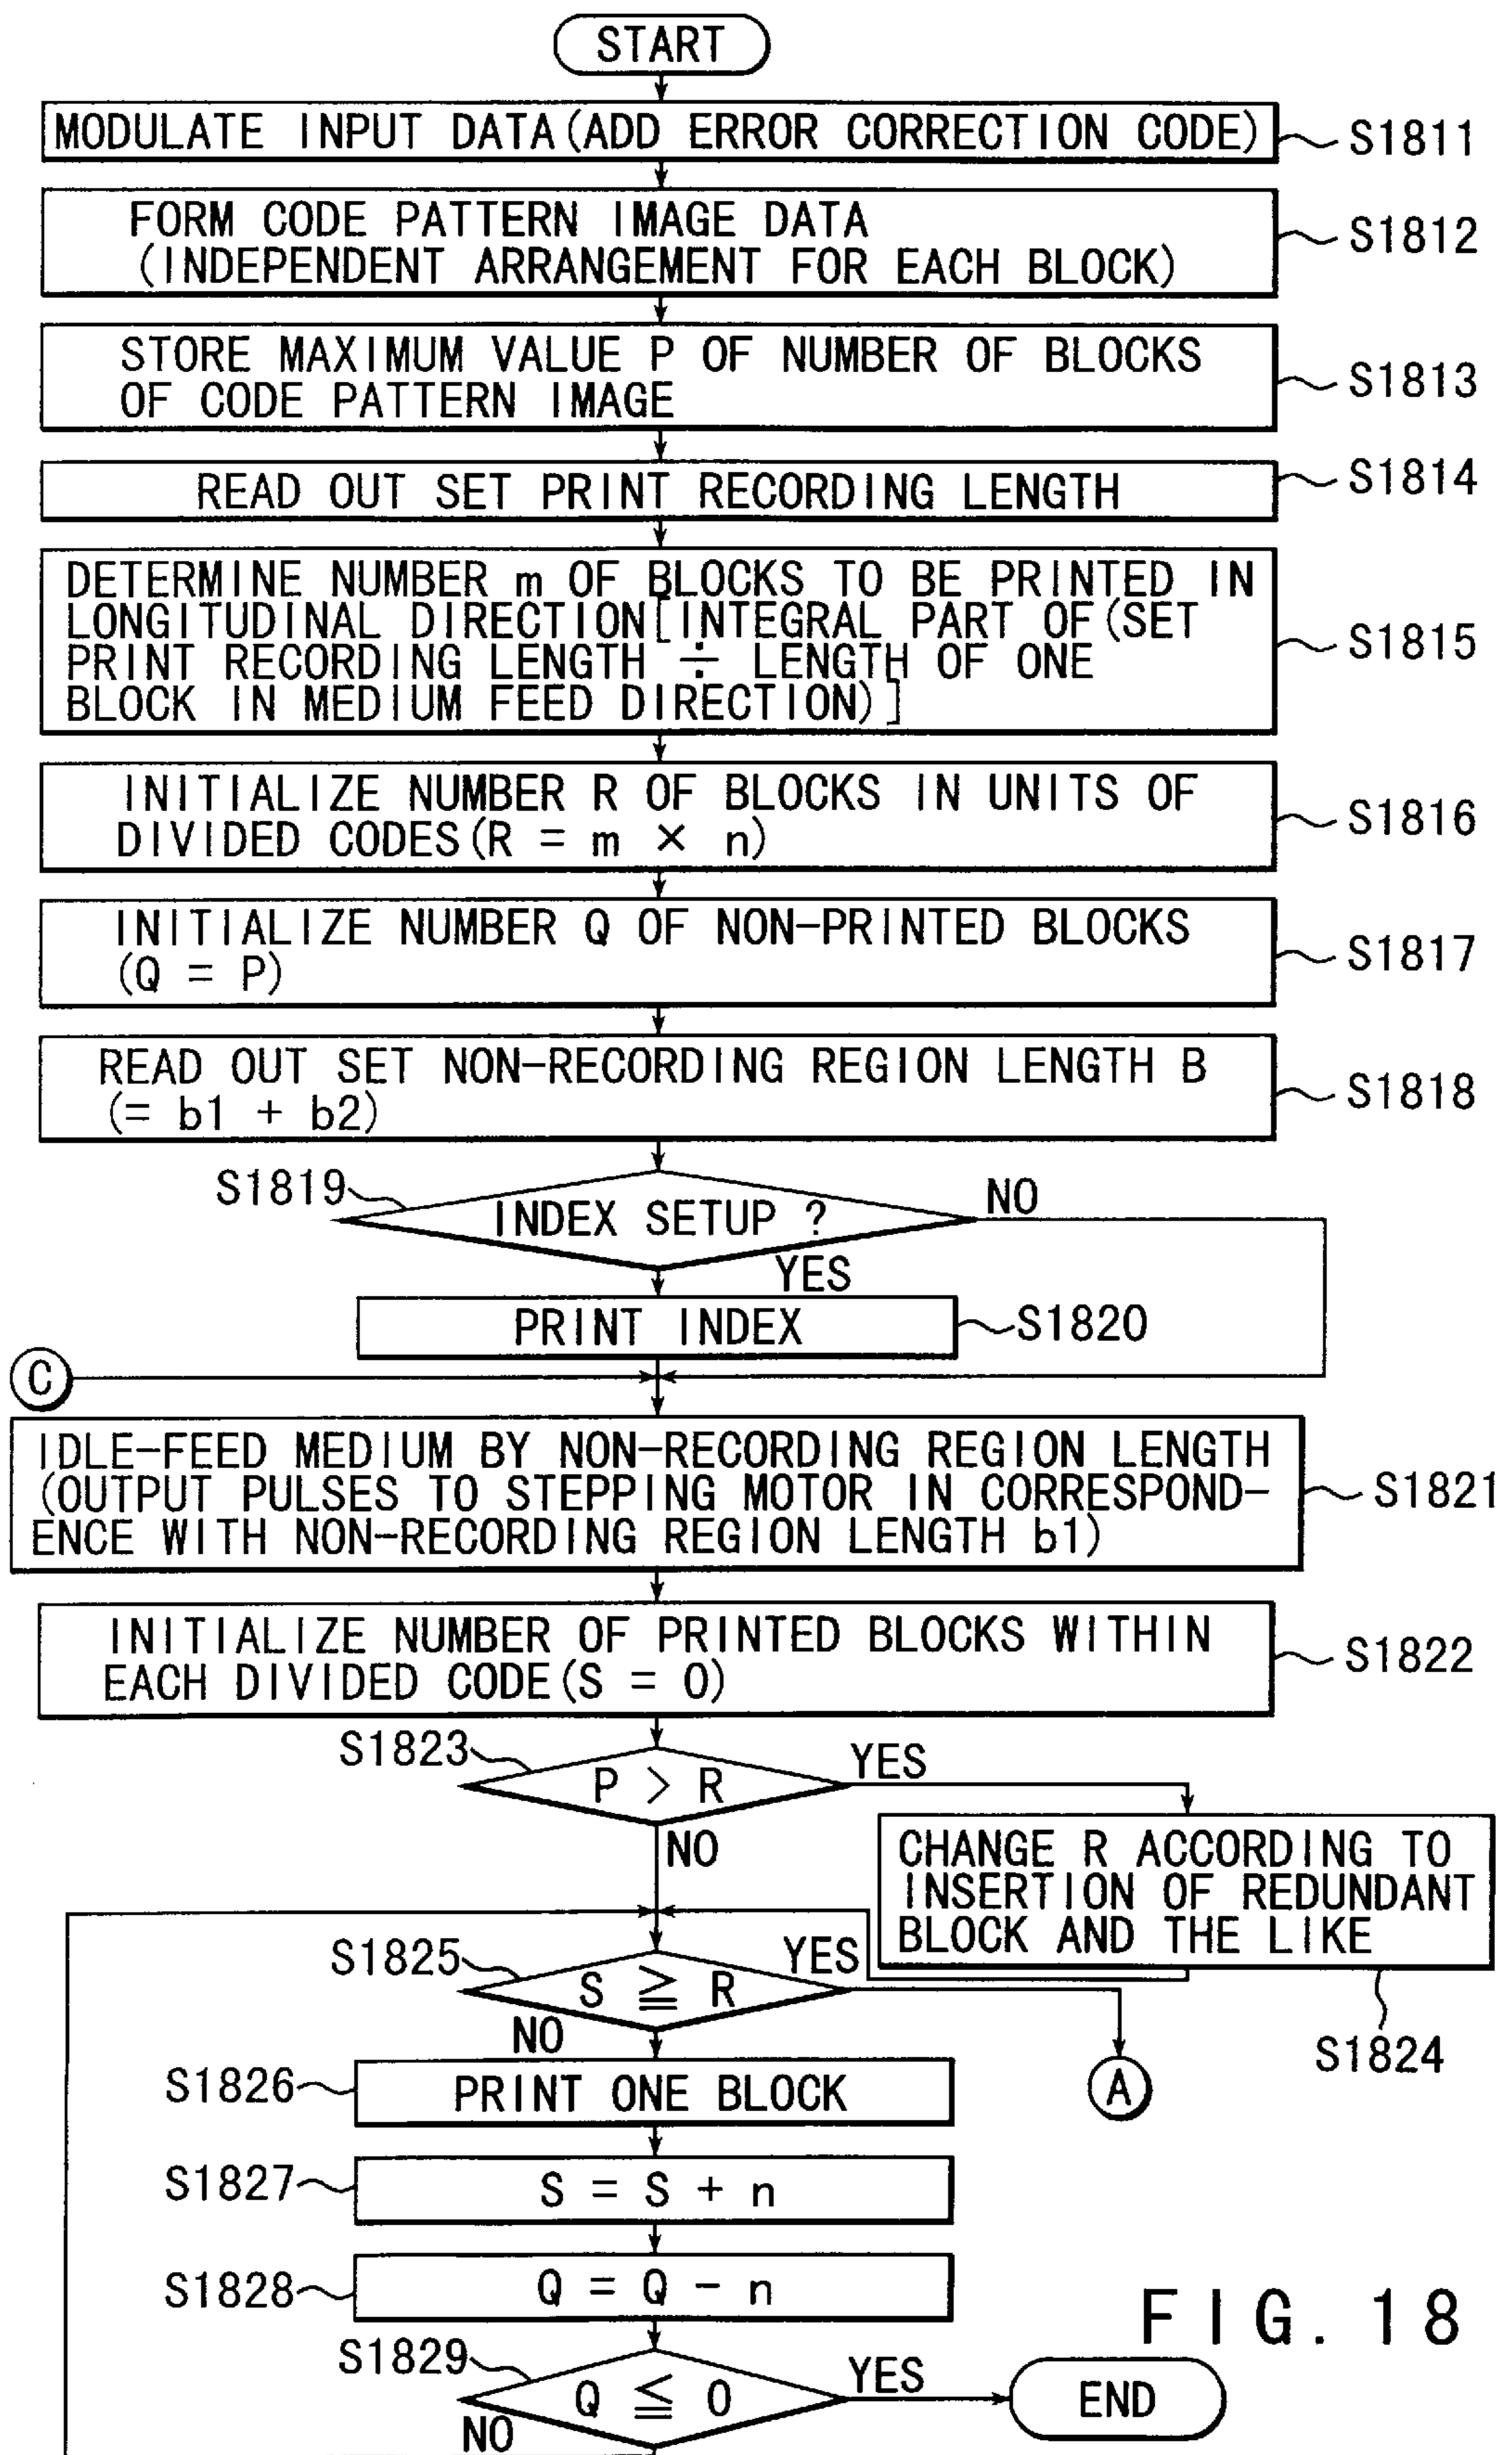 START
MODULATE INPUT DATA(ADD ERROR CORRECTION CODE)
S1811
FORM CODE PATTERN IMAGE DATA
(INDEPENDENT ARRANGEMENT FOR EACH BLOCK)
S1812
STORE MAXIMUM VALUE P OF NUMBER OF BLOCKS
OF CODE PATTERN IMAGE
S1813
READ OUT SET PRINT RECORDING LENGTH
S1814
DETERMINE NUMBER m OF BLOCKS TO BE PRINTED IN
LONGITUDINAL DIRECTION[INTEGRAL PART OF(SET
PRINT RECORDING LENGTH ÷ LENGTH OF ONE
BLOCK IN MEDIUM FEED DIRECTION)]
S1815
INITIALIZE NUMBER R OF BLOCKS IN UNITS OF
DIVIDED CODES(R = m × n)
S1816
INITIALIZE NUMBER Q OF NON-PRINTED BLOCKS
(Q = P)
S1817
READ OUT SET NON-RECORDING REGION LENGTH B
(= b1 + b2)
S1818
S1819
INDEX SETUP ?
NO
YES
PRINT INDEX
S1820
C
IDLE-FEED MEDIUM BY NON-RECORDING REGION LENGTH
(OUTPUT PULSES TO STEPPING MOTOR IN CORRESPOND-
ENCE WITH NON-RECORDING REGION LENGTH b1)
S1821
INITIALIZE NUMBER OF PRINTED BLOCKS WITHIN
EACH DIVIDED CODE(S = 0)
S1822
S1823
P > R
YES
NO
CHANGE R ACCORDING TO
INSERTION OF REDUNDANT
BLOCK AND THE LIKE
S1824
S1825
S ≧ R
YES
NO
A
S1826
PRINT ONE BLOCK
S1827
S = S + n
S1828
Q = Q - n
FIG. 18
S1829
Q ≦ 0
YES
END
NO